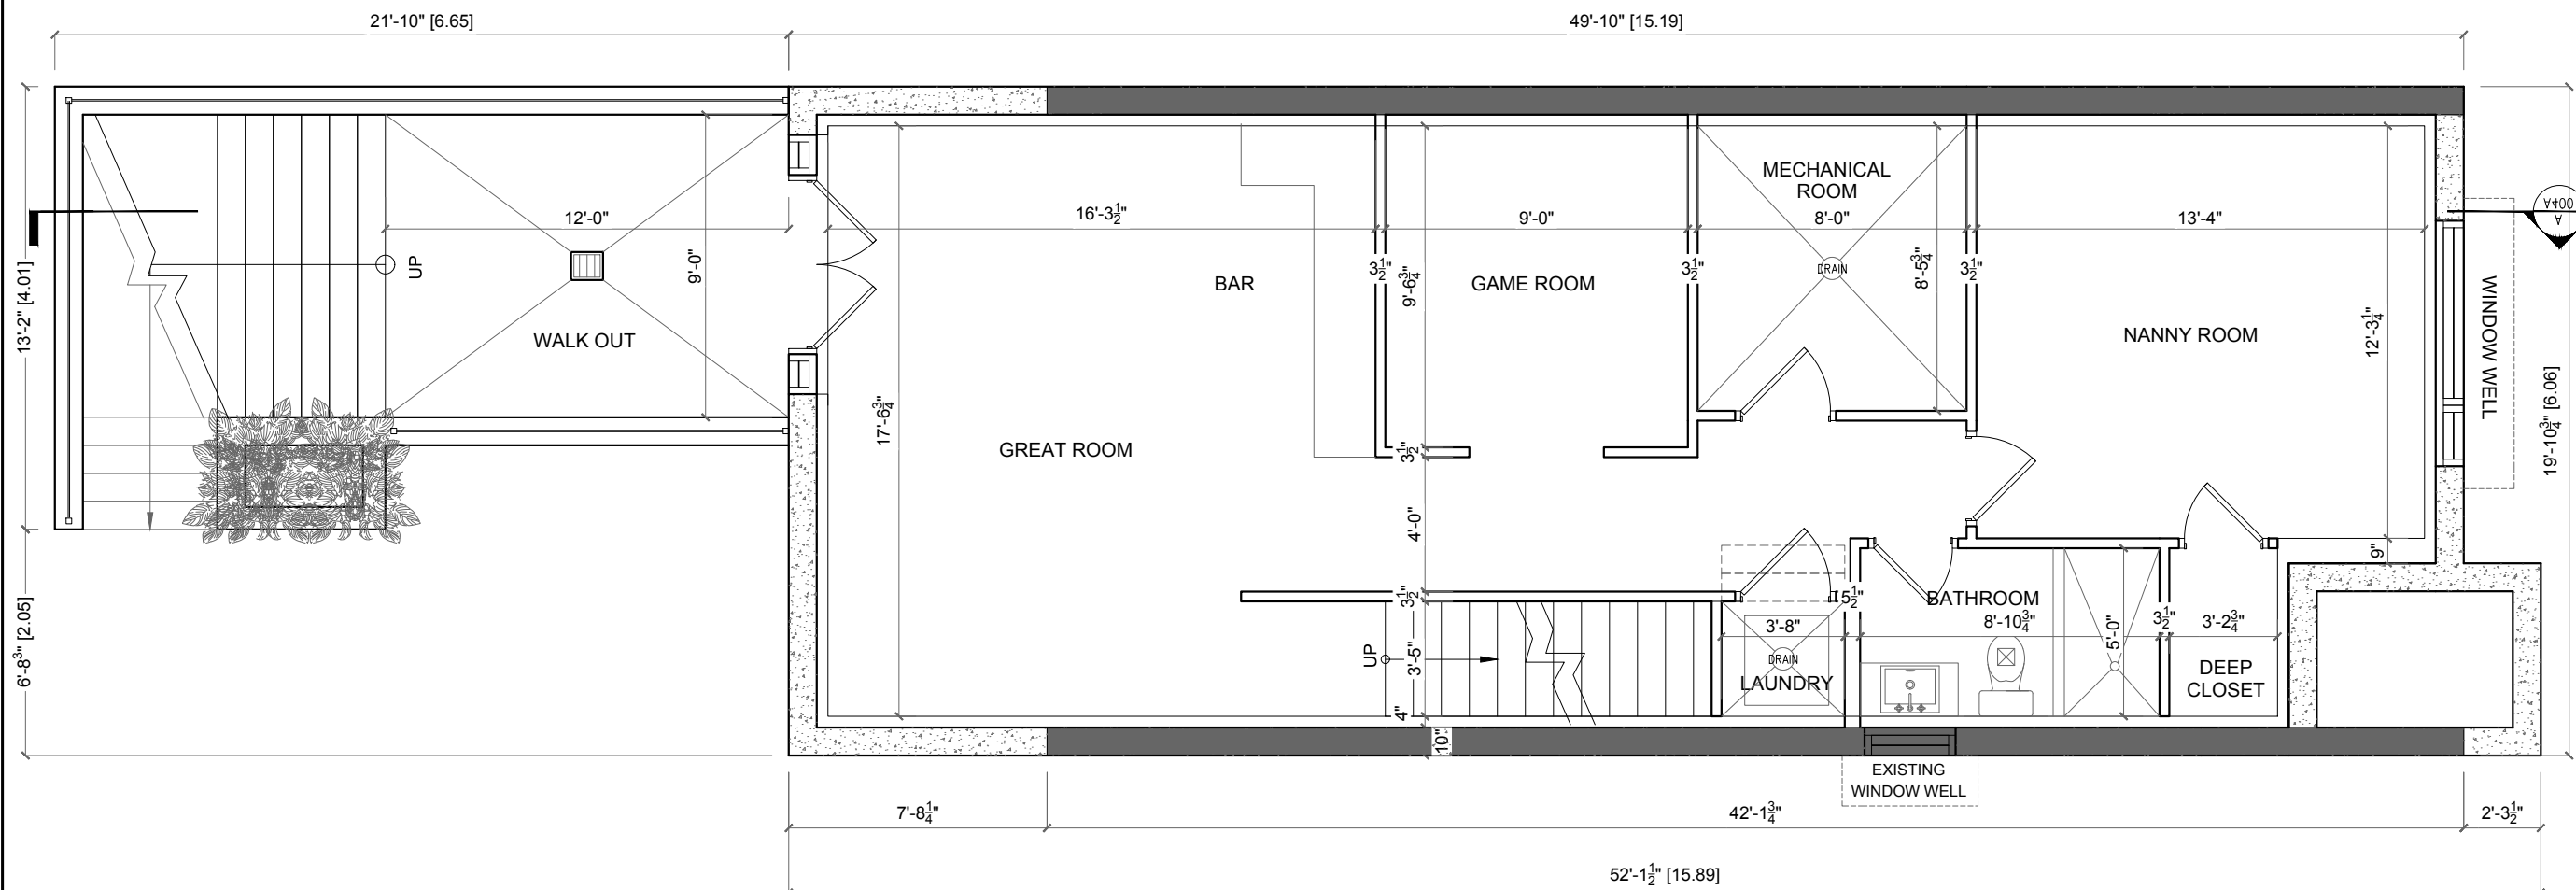 21'-10" [6.65]
49'-10" [15.19]
13'-2" [4.01]
6'-8¾" [2.05]
12'-0"
UP
9'-0"
WALK OUT
17'-6¾"
GREAT ROOM
16'-3½"
BAR
3½"
9'-6¾"
9'-0"
GAME ROOM
3½"
MECHANICAL
ROOM
8'-0"
DRAIN
8'-5¾"
3½"
13'-4"
NANNY ROOM
12'-3¼"
WINDOW WELL
A400
A
19'-10¾" [6.06]
3½"
4'-0"
3½"
UP
3'-5"
4"
10"
3'-8"
DRAIN
LAUNDRY
5½"
BATHROOM
8'-10¾"
5'-0"
3½"
3'-2¾"
DEEP
CLOSET
9"
EXISTING
WINDOW WELL
7'-8¼"
42'-1¾"
2'-3½"
52'-1½" [15.89]